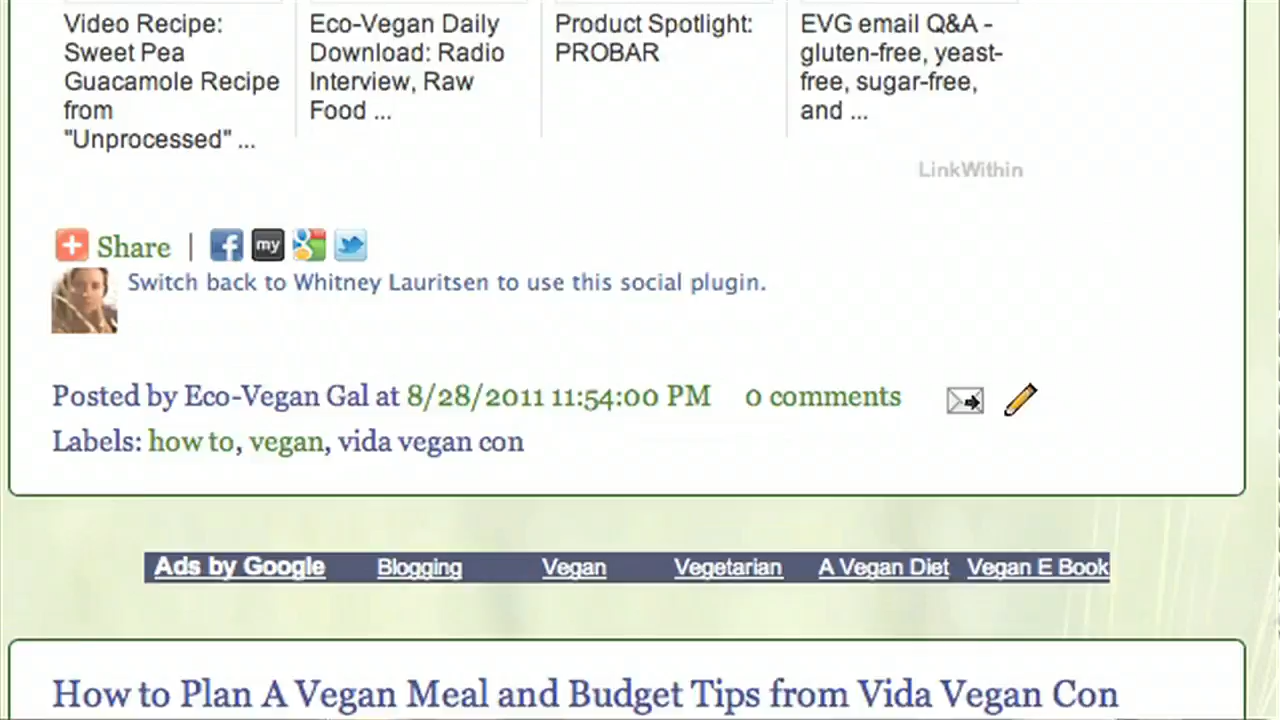 Video Recipe:
Sweet Pea
Guacamole Recipe
from
"Unprocessed" ...
Eco-Vegan Daily
Download: Radio
Interview, Raw
Food ...
Product Spotlight:
PROBAR
EVG email Q&A -
gluten-free, yeast-
free, sugar-free,
and ...
LinkWithin
Share | my
Switch back to Whitney Lauritsen to use this social plugin.
Posted by Eco-Vegan Gal at 8/28/2011 11:54:00 PM 0 comments
Labels: how to, vegan, vida vegan con
Ads by Google Blogging Vegan Vegetarian A Vegan Diet Vegan E Book
How to Plan A Vegan Meal and Budget Tips from Vida Vegan Con